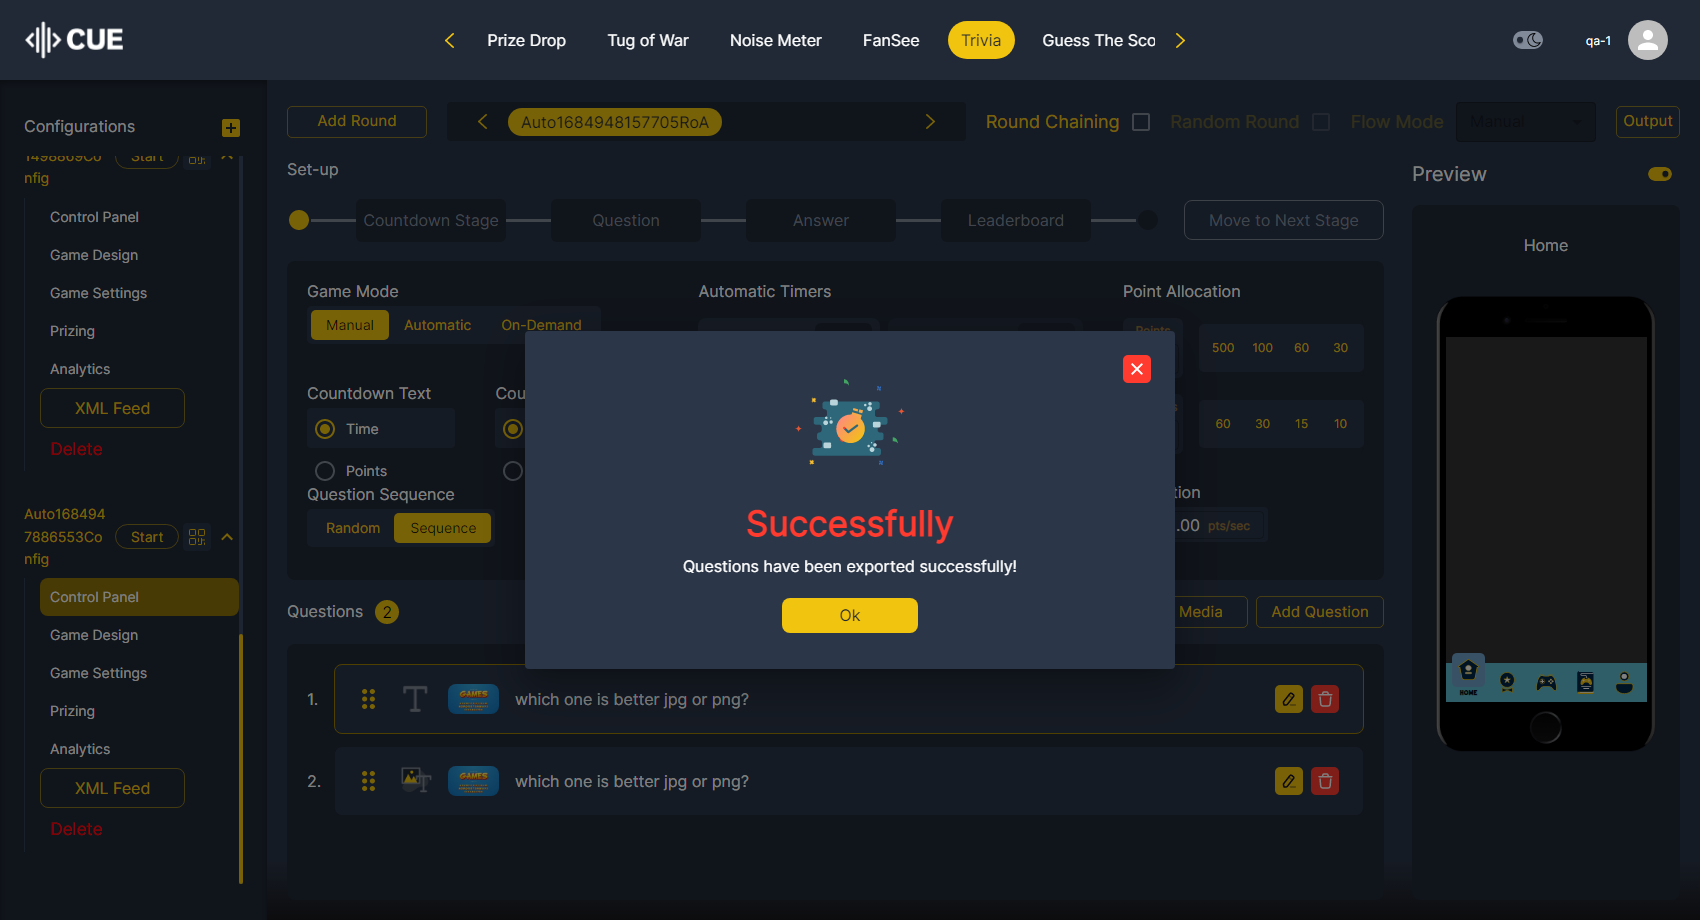 CUE
Prize Drop
Tug of War
Noise Meter
FanSee
Trivia
Guess The Sco
qa-1
Configurations
1498869Co
nfig
Start
Control Panel
Game Design
Game Settings
Prizing
Analytics
XML Feed
Delete
Auto168494
7886553Co
nfig
Start
Control Panel
Game Design
Game Settings
Prizing
Analytics
XML Feed
Delete
Add Round
Auto1684948157705RoA
Round Chaining
Random Round
Flow Mode
Manual
Output
Set-up
Countdown Stage
Question
Answer
Leaderboard
Move to Next Stage
Game Mode
Manual
Automatic
On-Demand
Automatic Timers
Point Allocation
Points
500 100 60 30
Countdown Text
Cou
Time
Points
60 30 15 10
Question Sequence
Random
Sequence
tion
.00 pts/sec
Successfully
Questions have been exported successfully!
Ok
Questions 2
Media
Add Question
1.
T
GAMES
which one is better jpg or png?
2.
T
GAMES
which one is better jpg or png?
Preview
Home
HOME